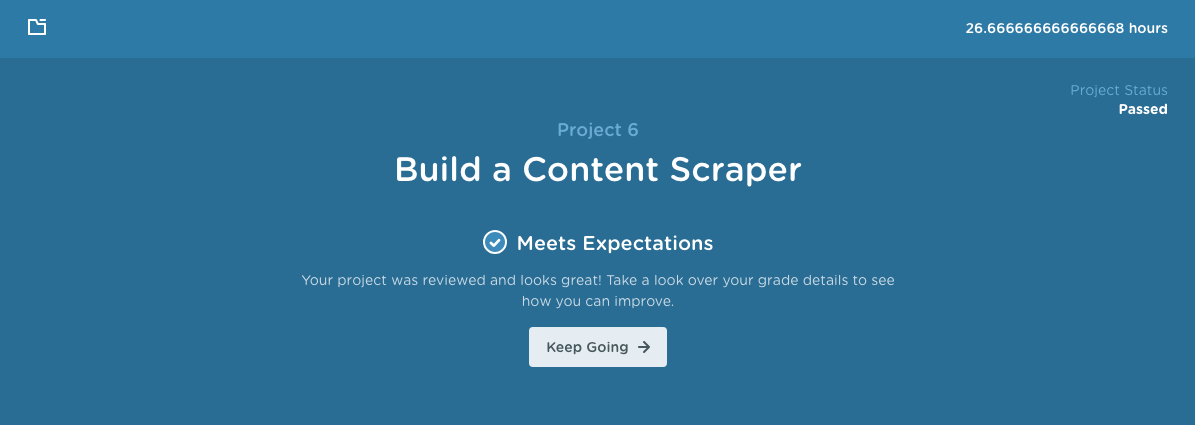 26.666666666666668 hours
Project Status
Passed
Project 6
Build a Content Scraper
Meets Expectations
Your project was reviewed and looks great! Take a look over your grade details to see
how you can improve.
Keep Going